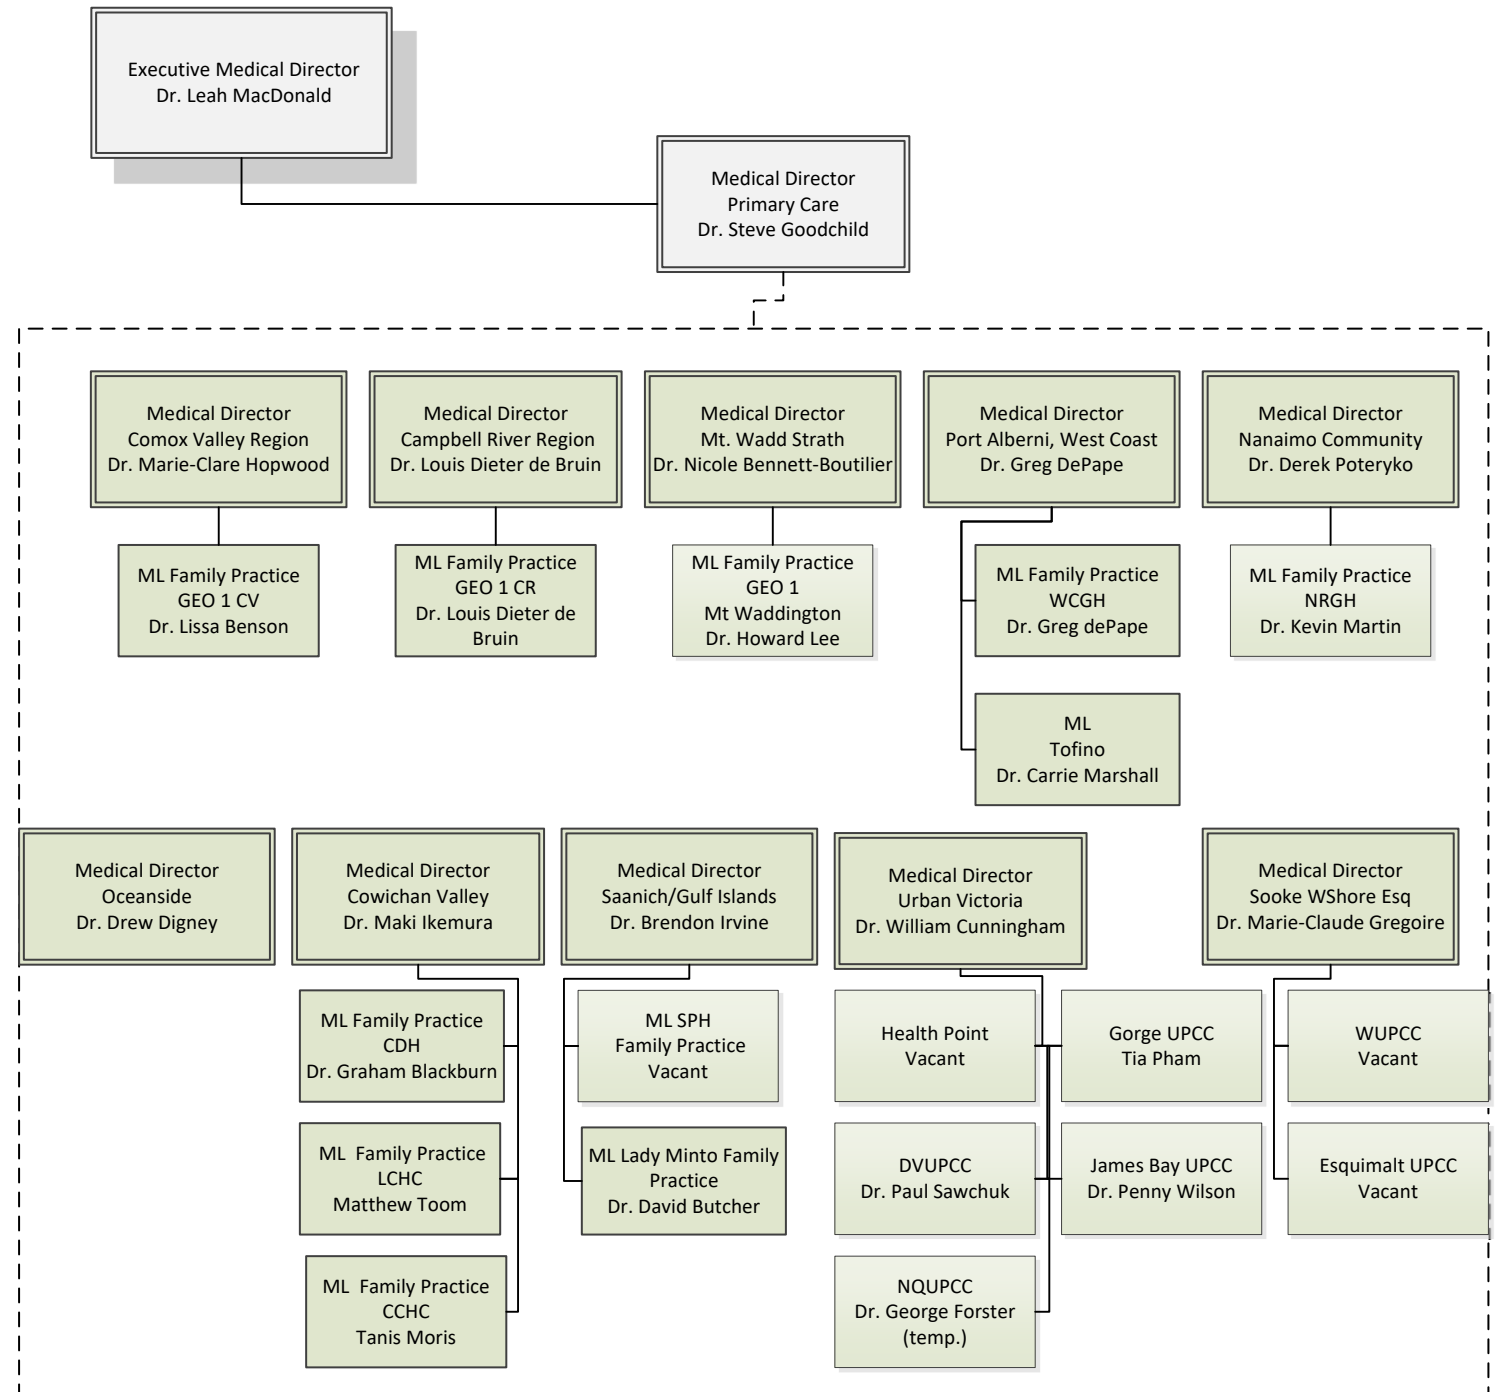 Executive Medical Director
Dr. Leah MacDonald
Medical Director
Primary Care
Dr. Steve Goodchild
Medical Director
Comox Valley Region
Dr. Marie-Clare Hopwood
Medical Director
Campbell River Region
Dr. Louis Dieter de Bruin
Medical Director
Mt. Wadd Strath
Dr. Nicole Bennett-Boutilier
Medical Director
Port Alberni, West Coast
Dr. Greg DePape
Medical Director
Nanaimo Community
Dr. Derek Poteryko
ML Family Practice
GEO 1 CV
Dr. Lissa Benson
ML Family Practice
GEO 1 CR
Dr. Louis Dieter de
Bruin
ML Family Practice
GEO 1
Mt Waddington
Dr. Howard Lee
ML Family Practice
WCGH
Dr. Greg dePape
ML Family Practice
NRGH
Dr. Kevin Martin
ML
Tofino
Dr. Carrie Marshall
Medical Director
Oceanside
Dr. Drew Digney
Medical Director
Cowichan Valley
Dr. Maki Ikemura
Medical Director
Saanich/Gulf Islands
Dr. Brendon Irvine
Medical Director
Urban Victoria
Dr. William Cunningham
Medical Director
Sooke WShore Esq
Dr. Marie-Claude Gregoire
ML Family Practice
CDH
Dr. Graham Blackburn
ML SPH
Family Practice
Vacant
Health Point
Vacant
Gorge UPCC
Tia Pham
WUPCC
Vacant
ML Family Practice
LCHC
Matthew Toom
ML Lady Minto Family
Practice
Dr. David Butcher
DVUPCC
Dr. Paul Sawchuk
James Bay UPCC
Dr. Penny Wilson
Esquimalt UPCC
Vacant
ML Family Practice
CCHC
Tanis Moris
NQUPCC
Dr. George Forster
(temp.)